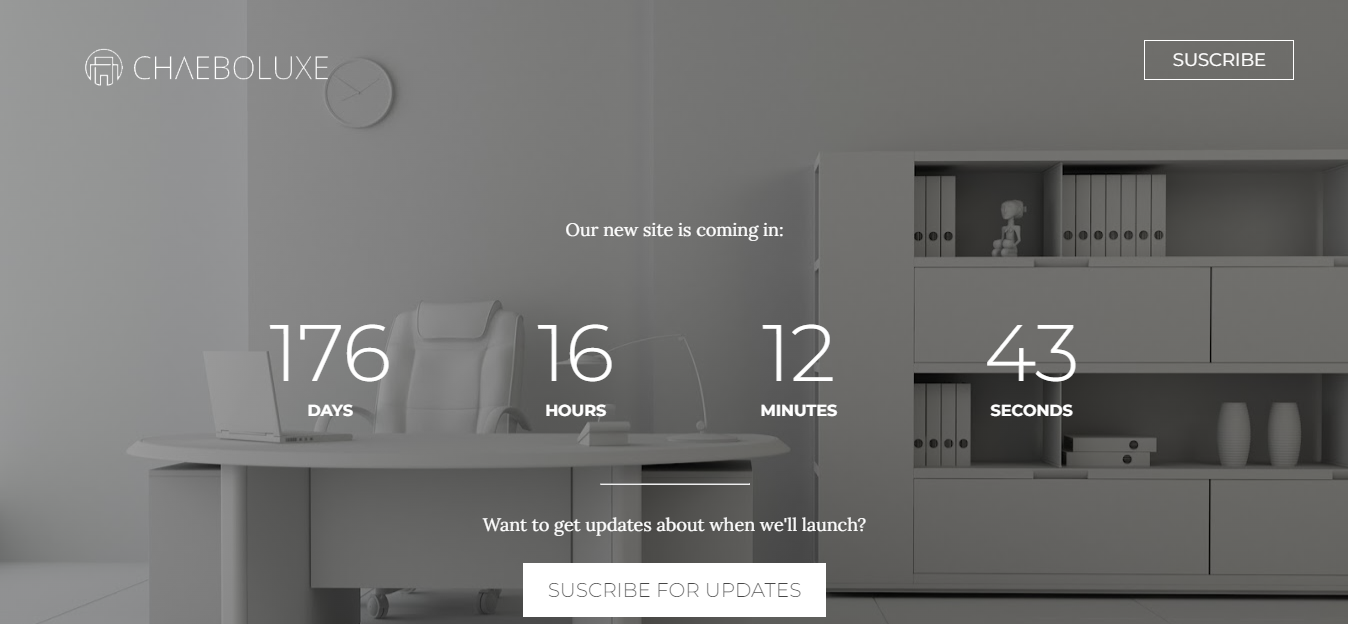 CHAEBOLUXE
SUSCRIBE
Our new site is coming in:
176 16 12 43
DAYS HOURS MINUTES SECONDS
Want to get updates about when we'll launch?
SUSCRIBE FOR UPDATES